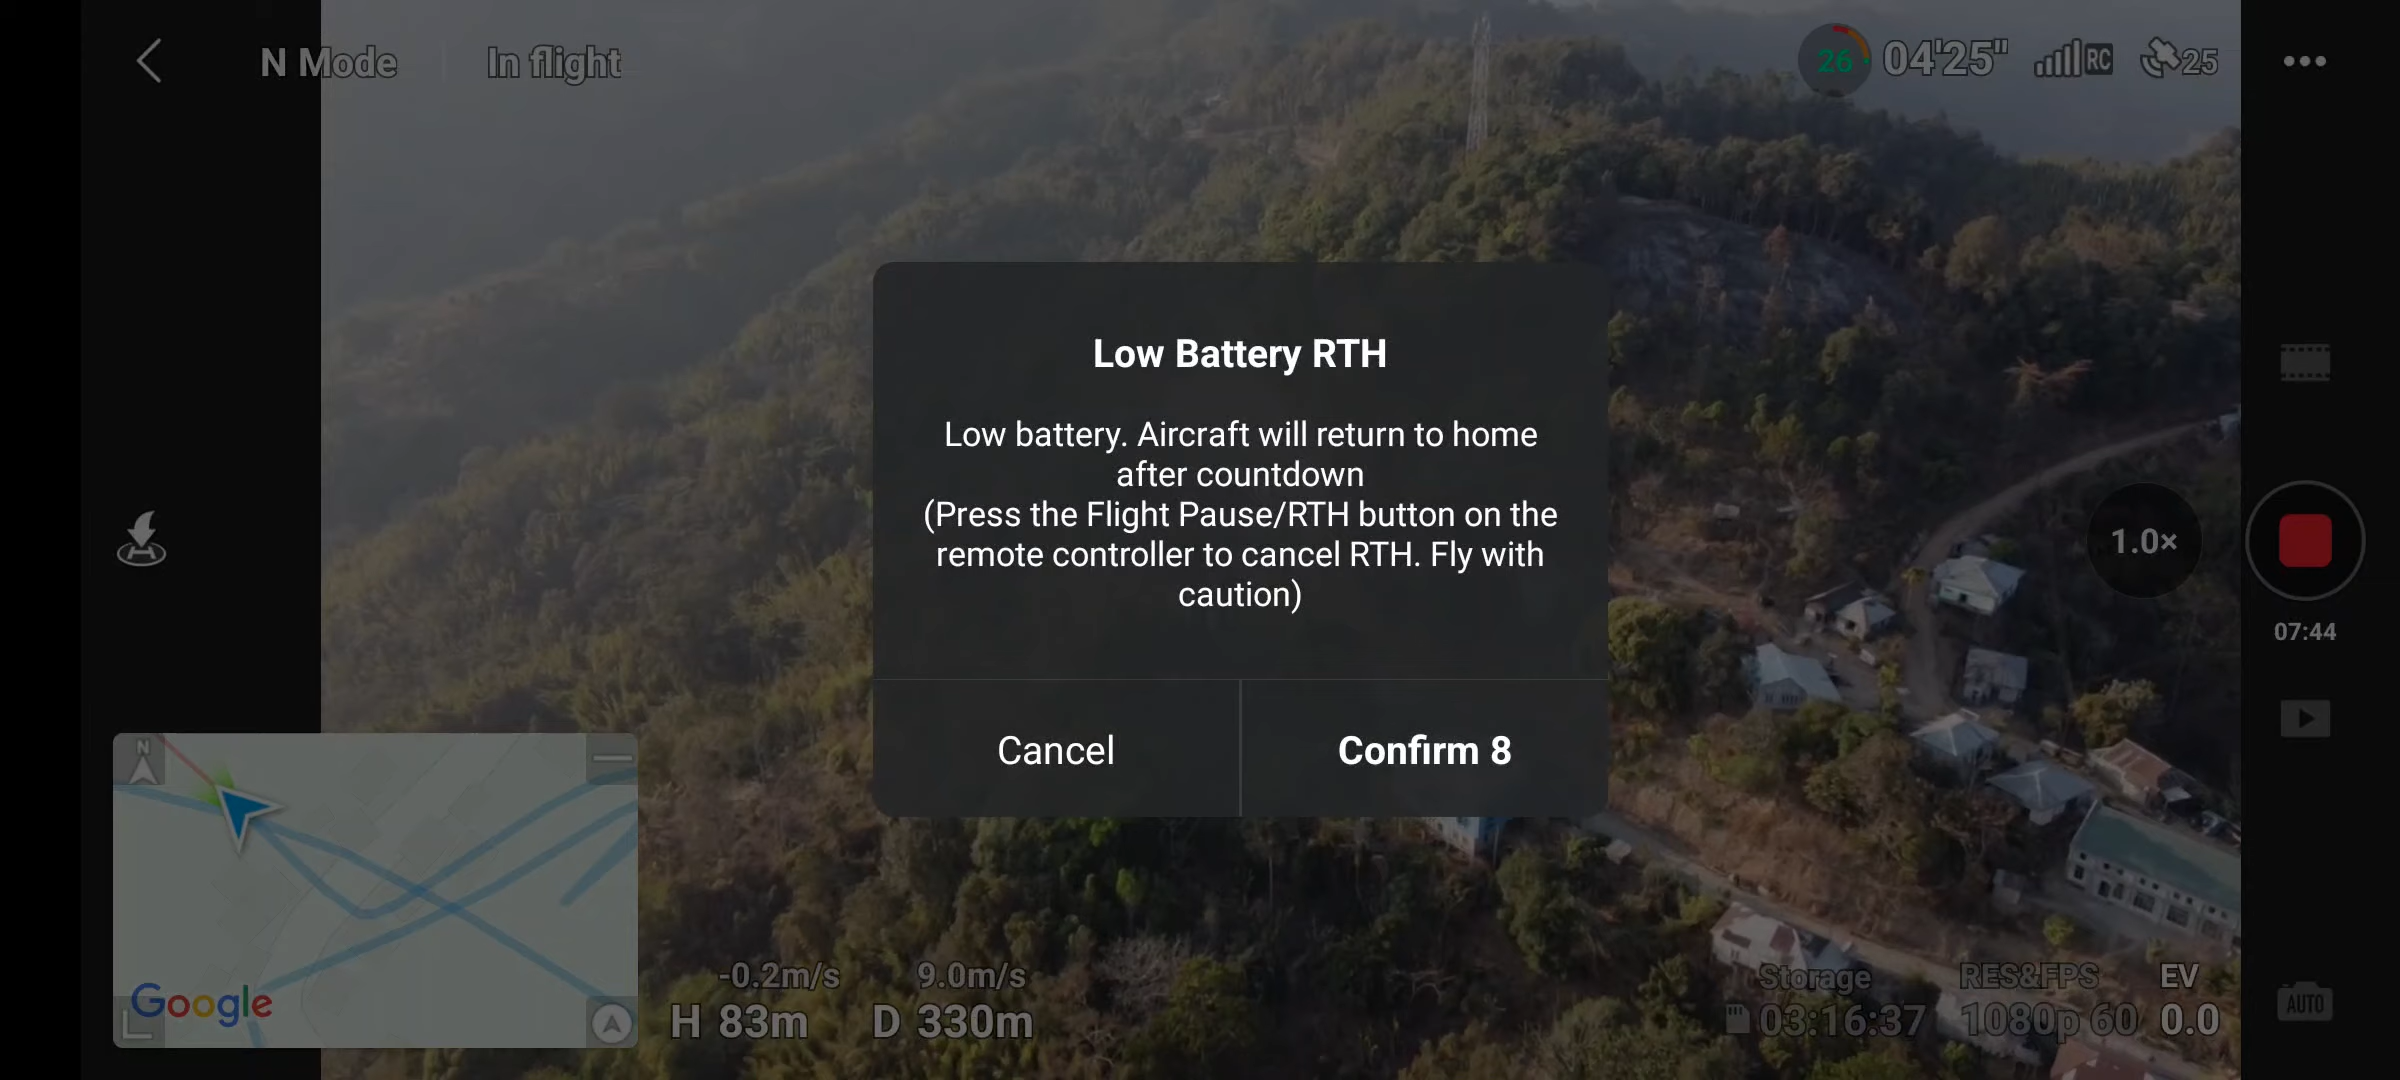 N Mode
In flight
26
04'25"
RC
25
Low Battery RTH
Low battery. Aircraft will return to home
after countdown
(Press the Flight Pause/RTH button on the
remote controller to cancel RTH. Fly with
caution)
Cancel
Confirm 8
1.0×
07:44
N
Google
-0.2m/s
9.0m/s
H 83m
D 330m
Storage
03:16:37
RES&FPS
1080p 60
EV
0.0
AUTO